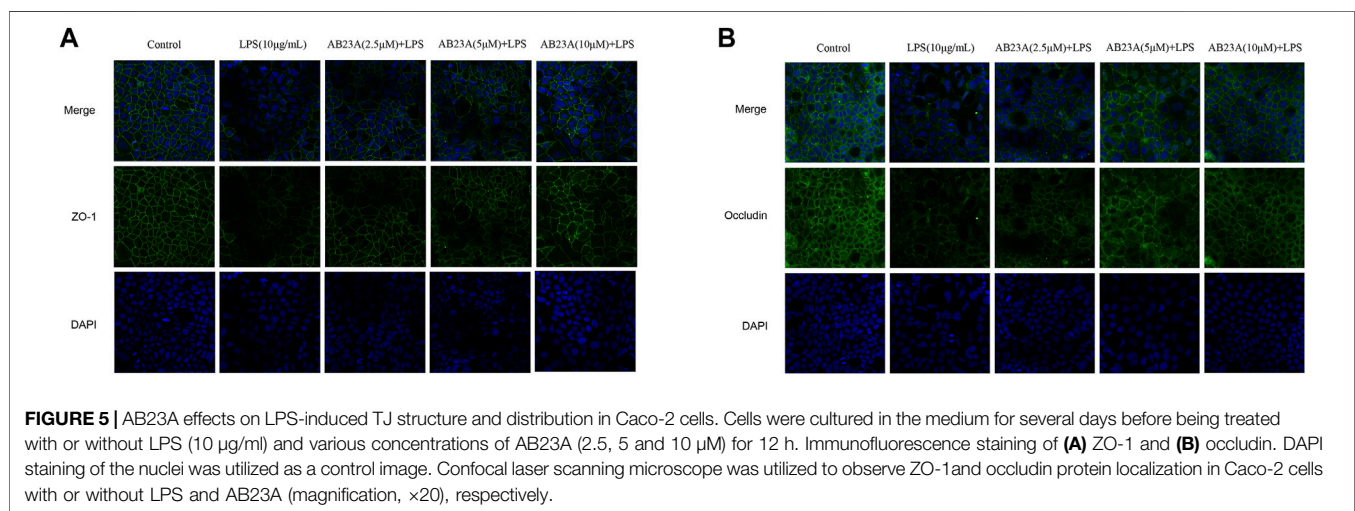 A
Control LPS(10μg/mL) AB23A(2.5μM)+LPS AB23A(5μM)+LPS AB23A(10μM)+LPS
Merge
ZO-1
DAPI
B
Control LPS(10μg/mL) AB23A(2.5μM)+LPS AB23A(5μM)+LPS AB23A(10μM)+LPS
Merge
Occludin
DAPI
FIGURE 5 | AB23A effects on LPS-induced TJ structure and distribution in Caco-2 cells. Cells were cultured in the medium for several days before being treated
with or without LPS (10 μg/ml) and various concentrations of AB23A (2.5, 5 and 10 μM) for 12 h. Immunofluorescence staining of (A) ZO-1 and (B) occludin. DAPI
staining of the nuclei was utilized as a control image. Confocal laser scanning microscope was utilized to observe ZO-1and occludin protein localization in Caco-2 cells
with or without LPS and AB23A (magnification, ×20), respectively.